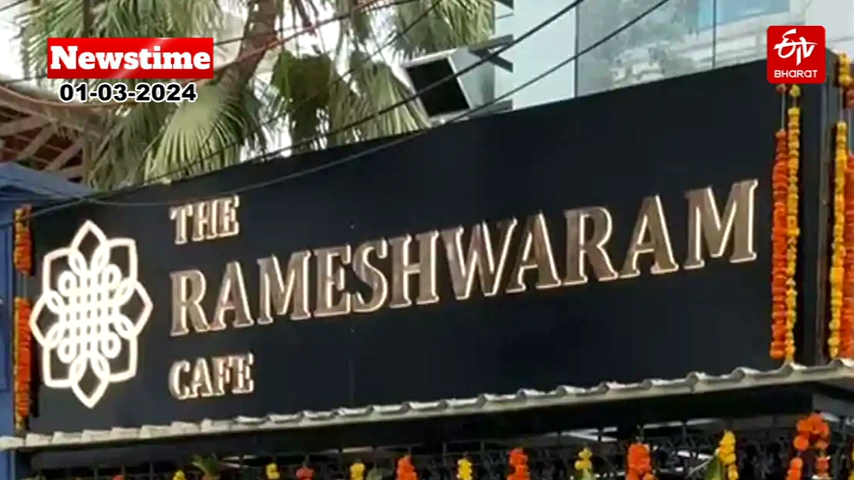 Newstime
01-03-2024
ETV
BHARAT
THE
RAMESHWARAM
CAFE